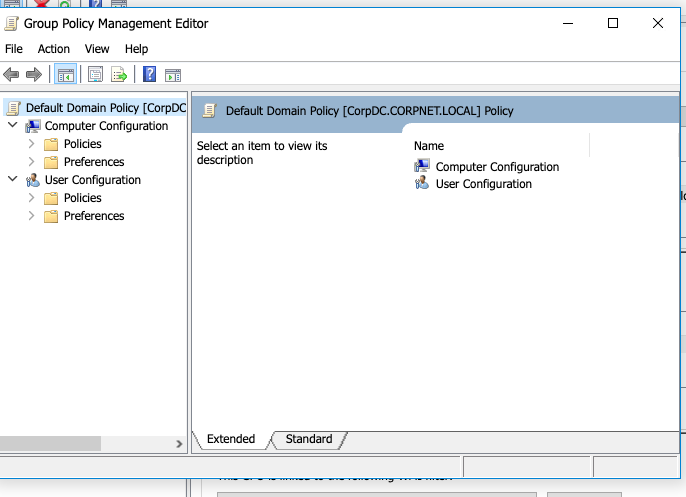 Group Policy Management Editor
File Action View Help
Default Domain Policy [CorpDC
Computer Configuration
Policies
Preferences
User Configuration
Policies
Preferences
Default Domain Policy [CorpDC.CORPNET.LOCAL] Policy
Select an item to view its
description
Name
Computer Configuration
User Configuration
Extended Standard